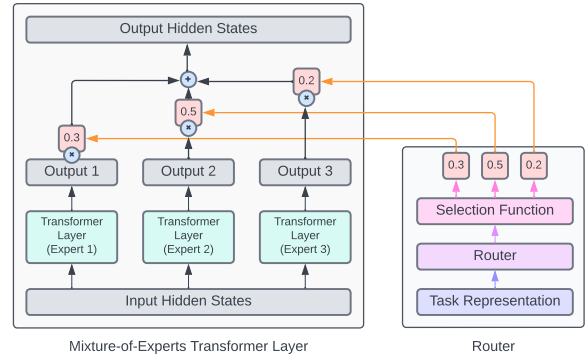 Output Hidden States
+
0.2
×
0.5
×
0.3
×
0.3
0.5
0.2
Output 1
Output 2
Output 3
Selection Function
Transformer
Layer
(Expert 1)
Transformer
Layer
(Expert 2)
Transformer
Layer
(Expert 3)
Router
Input Hidden States
Task Representation
Mixture-of-Experts Transformer Layer
Router